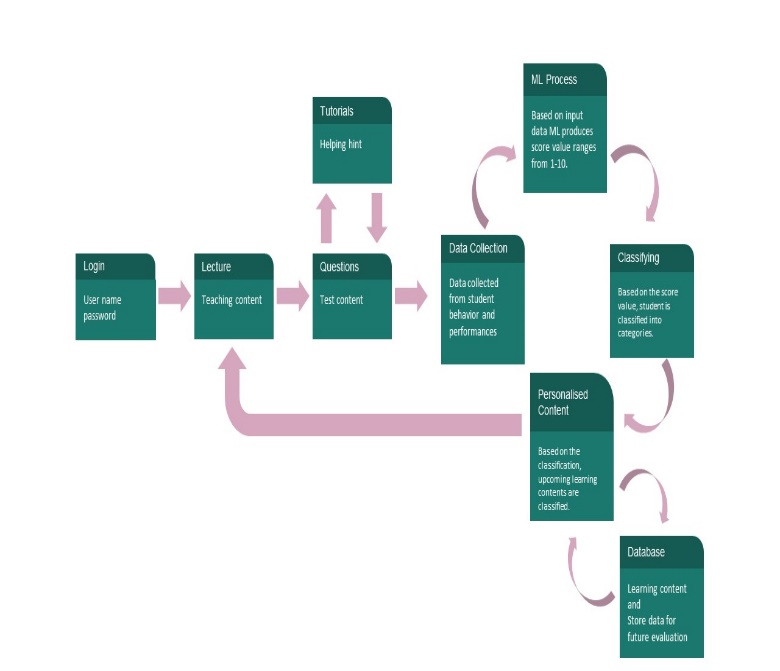 Login
User name
password
Lecture
Teaching content
Tutorials
Helping hint
Questions
Test content
Data Collection
Data collected
from student
behavior and
performances
ML Process
Based on input
data ML produces
score value ranges
from 1-10.
Classifying
Based on the score
value, student is
classified into
categories.
Personalised
Content
Based on the
classification,
upcoming learning
contents are
classified.
Database
Learning content
and
Store data for
future evaluation